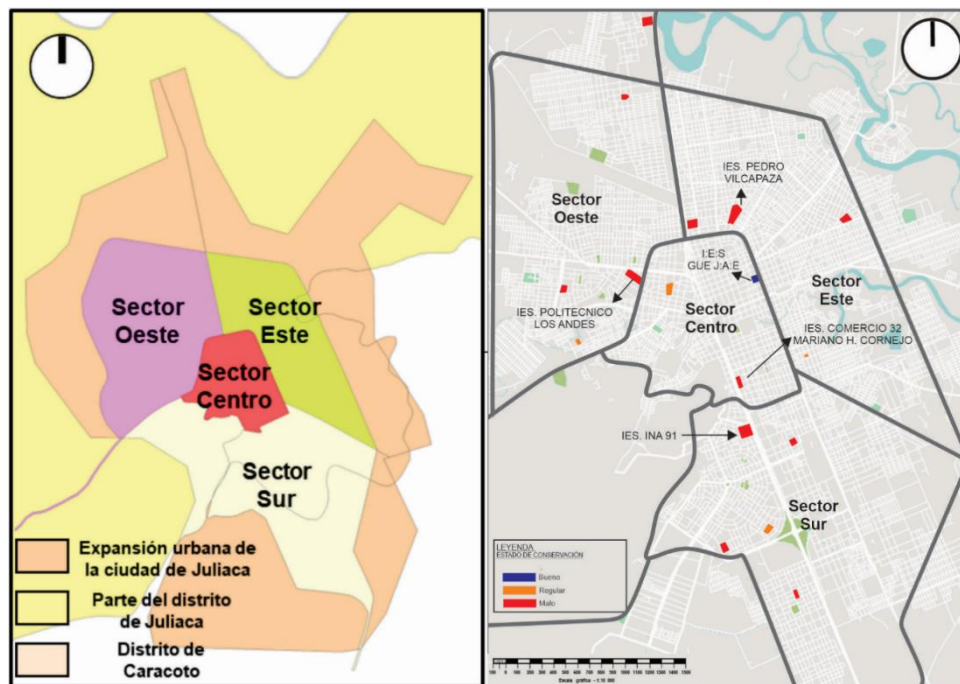 Sector
Oeste
Sector
Este
Sector
Centro
Sector
Sur
Expansión urbana de
la ciudad de Juliaca
Parte del distrito
de Juliaca
Distrito de
Caracoto
IES. PEDRO
VILCAPAZA
Sector
Oeste
I:E:S
GUE J:A:E
Sector
Este
Sector
Centro
IES. POLITECNICO
LOS ANDES
IES. COMERCIO 32
MARIANO H. CORNEJO
IES. INA 91
Sector
Sur
LEYENDA
ESTADO DE CONSERVACIÓN
Bueno
Regular
Malo